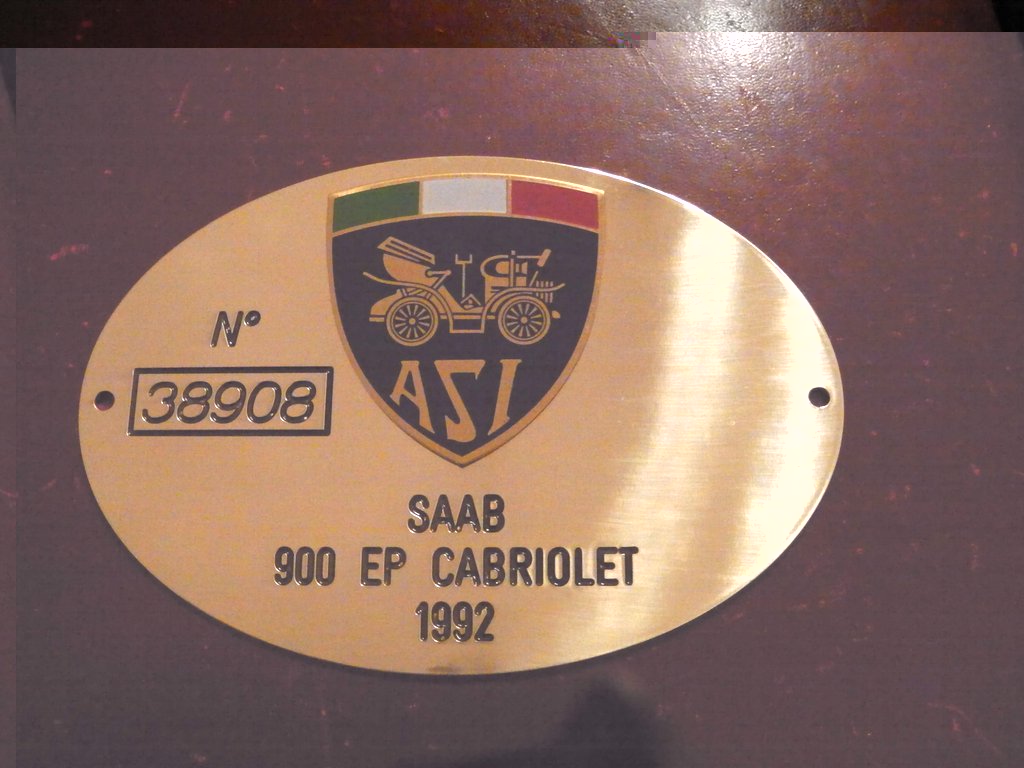 N°
38908
ASI
SAAB
900 EP CABRIOLET
1992